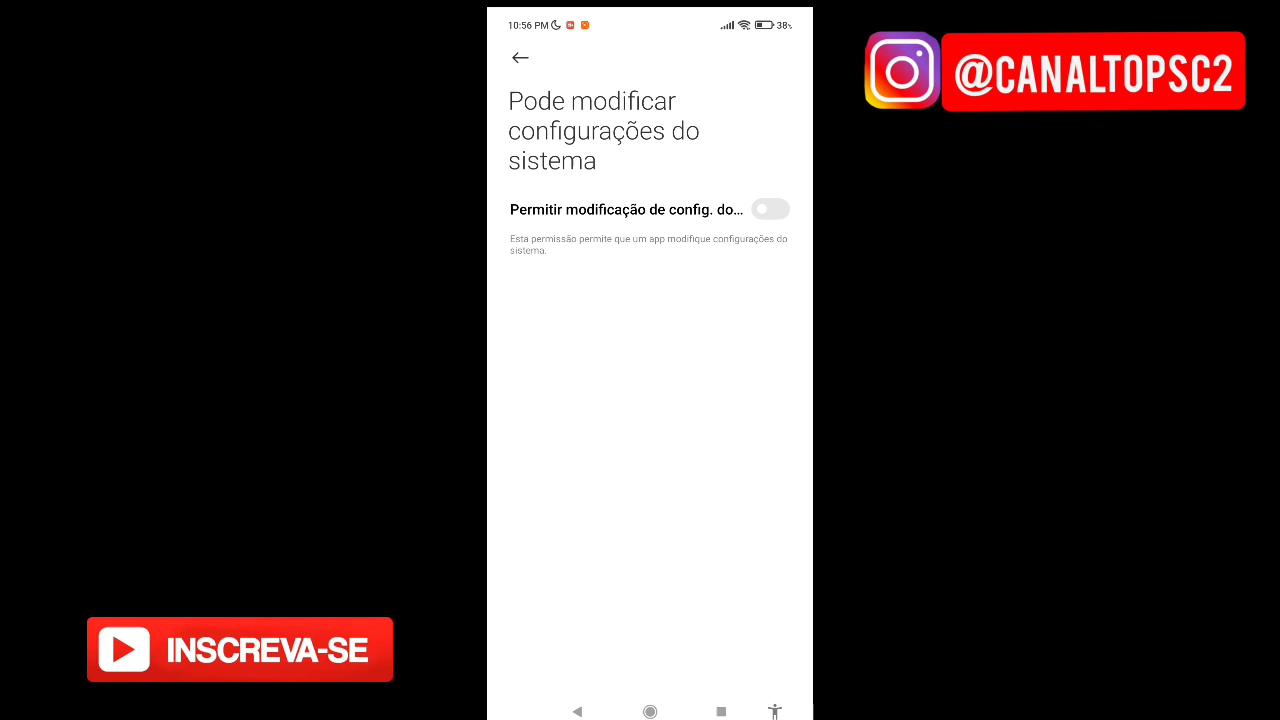 10:56 PM
38%
@CANALTOPSC2
Pode modificar
configurações do
sistema
Permitir modificação de config. do...
Esta permissão permite que um app modifique configurações do
sistema.
INSCREVA-SE